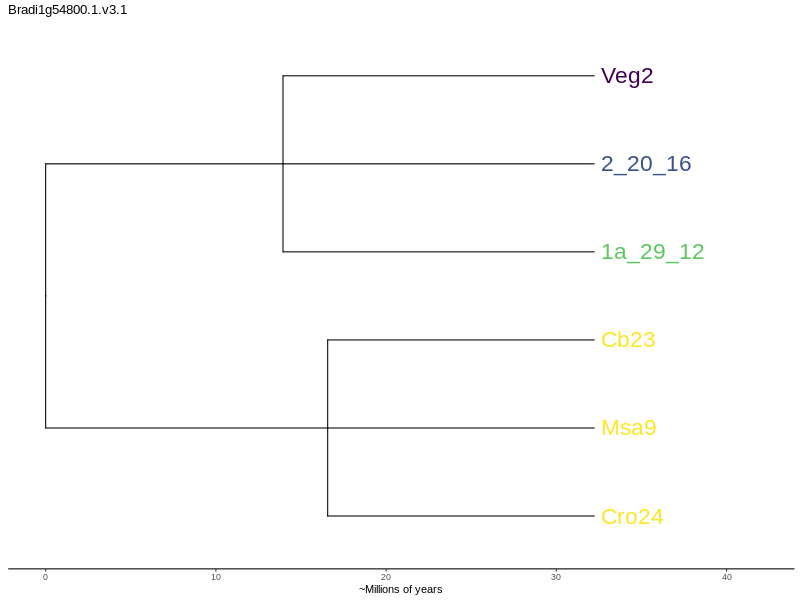 Bradi1g54800.1.v3.1
Veg2
2_20_16
1a_29_12
Cb23
Msa9
Cro24
0 10 20 30 40
~Millions of years